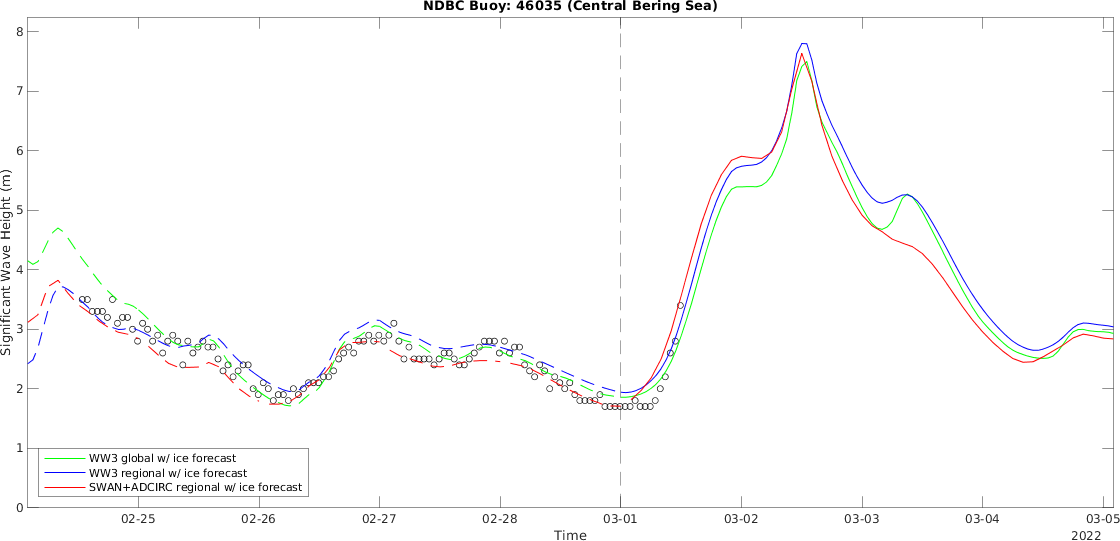 NDBC Buoy: 46035 (Central Bering Sea)
8
7
6
5
4
3
2
1
0
Significant Wave Height (m)
WW3 global w/ ice forecast
WW3 regional w/ ice forecast
SWAN+ADCIRC regional w/ ice forecast
02-25 02-26 02-27 02-28 03-01 03-02 03-03 03-04 03-05
Time
2022